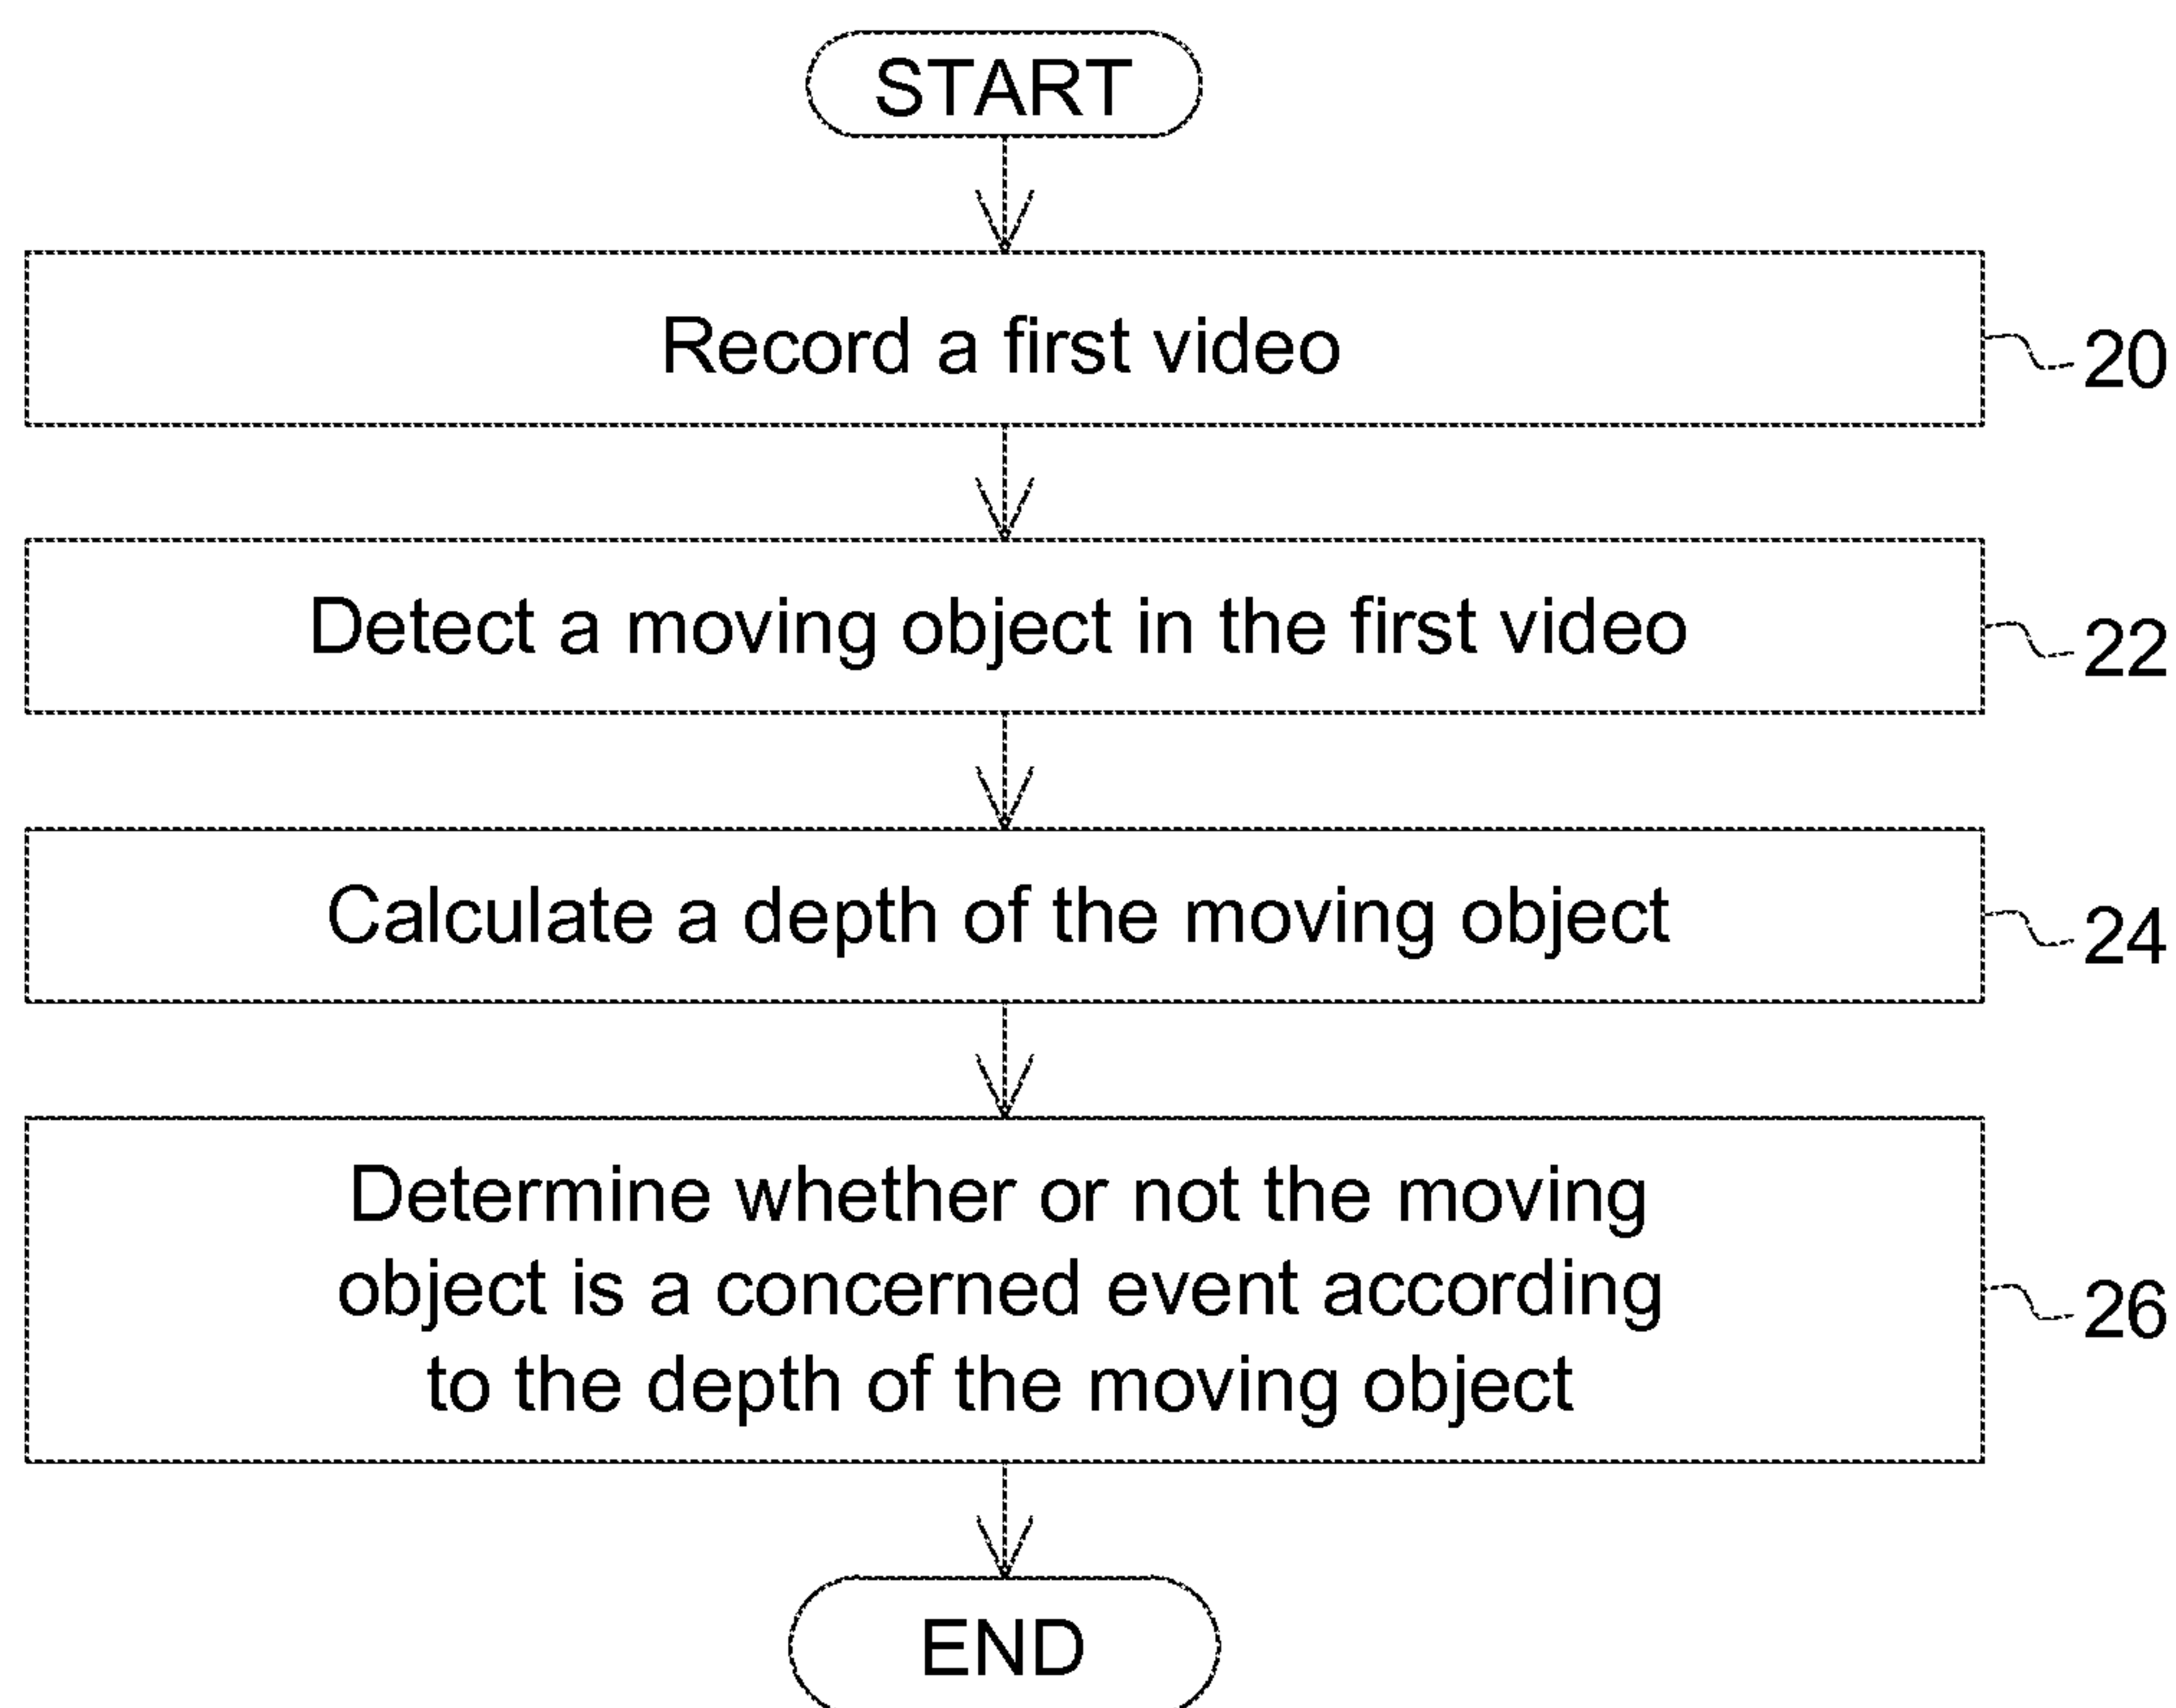 START
Record a first video
20
Detect a moving object in the first video
22
Calculate a depth of the moving object
24
Determine whether or not the moving
object is a concerned event according
26
to the depth of the moving object
END